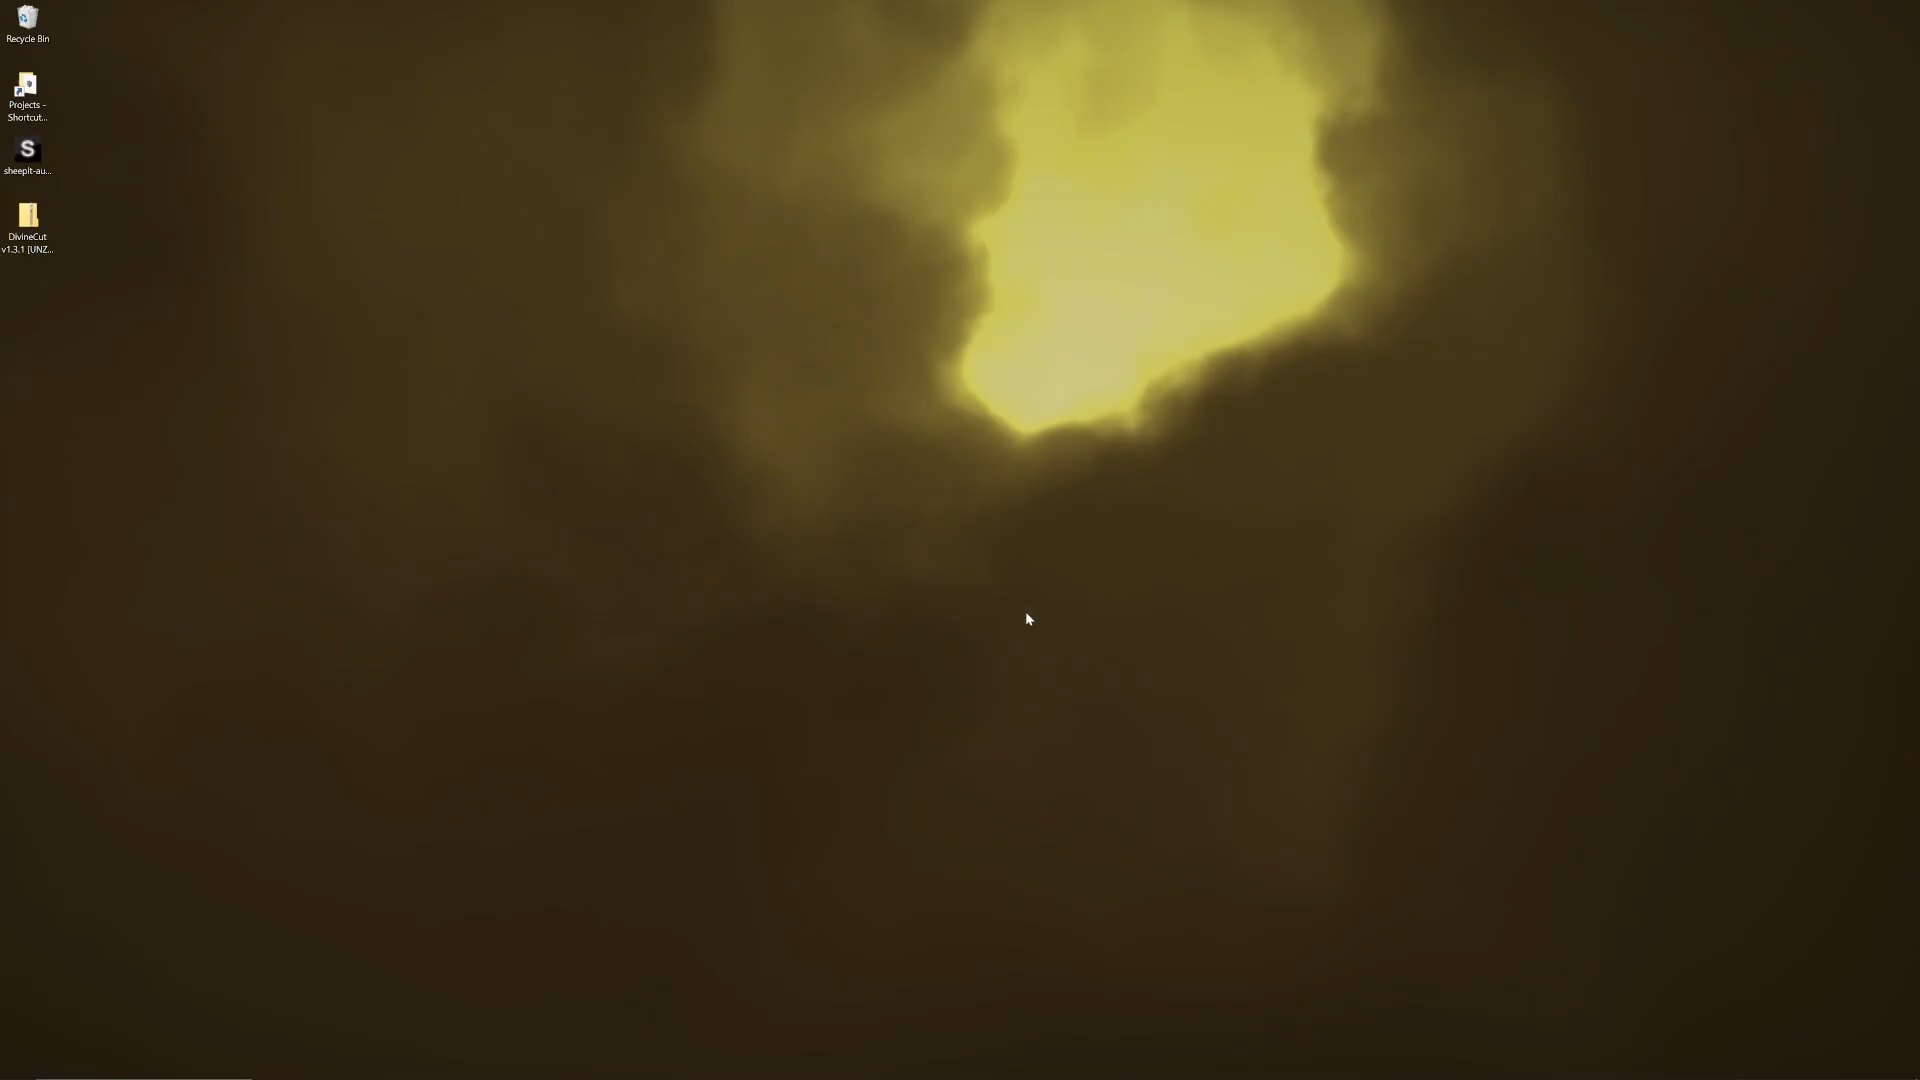 Recycle Bin
Projects -
Shortcut...
S
sheepit-au...
DivineCut
v1.3.1 [UNZ...